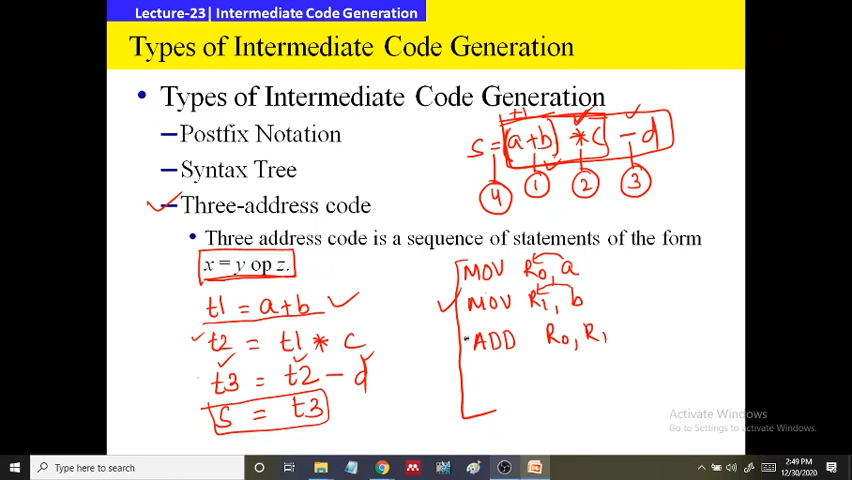 Lecture-23| Intermediate Code Generation
Types of Intermediate Code Generation
• Types of Intermediate Code Generation
–Postfix Notation
–Syntax Tree
–Three-address code
• Three address code is a sequence of statements of the form
x = y op z.
t1
S = (a+b) * c - d
4 1 2 3
t1 = a+b
t2 = t1 * c
t3 = t2 - d
S = t3
MOV R0, a
MOV R1, b
ADD R0, R1
Activate Windows
Go to Settings to activate Windows.
Type here to search
2:49 PM
12/30/2020